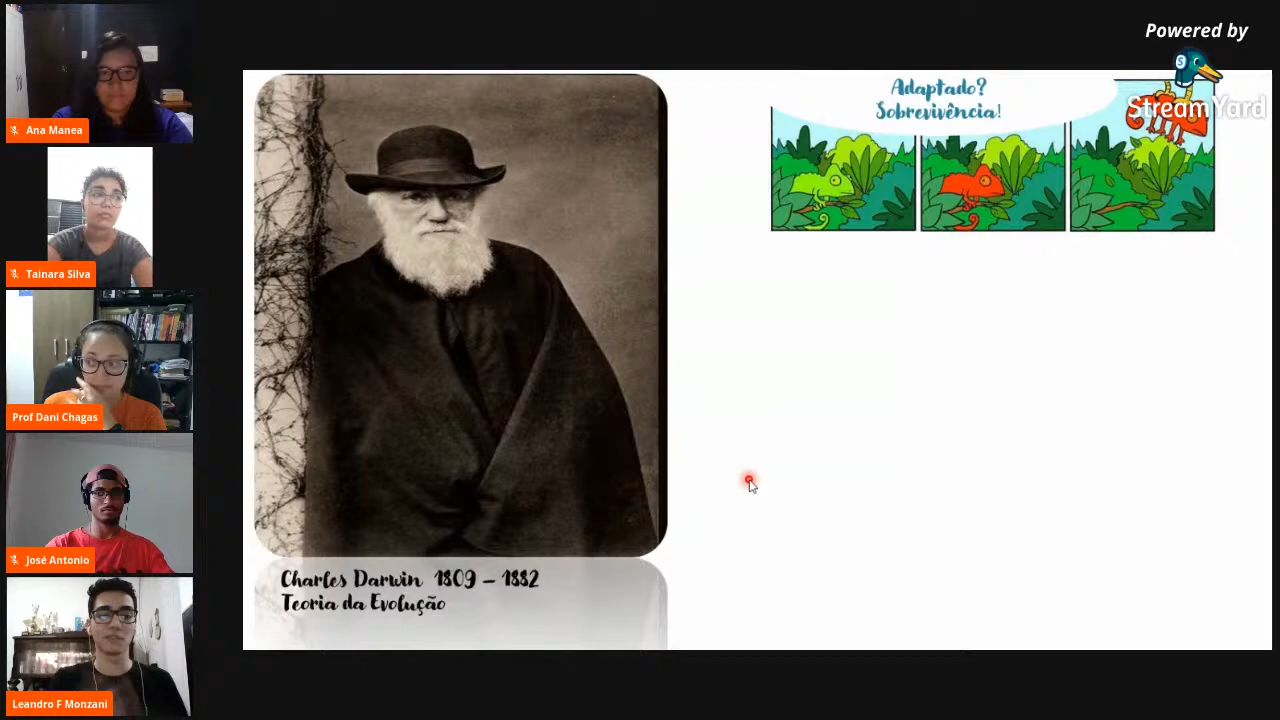 Powered by
S
StreamYard
Ana Manea
Tainara Silva
Prof Dani Chagas
José Antonio
Leandro F Monzani
Adaptado?
Sobrevivência!
Charles Darwin 1809 – 1882
Teoria da Evolução